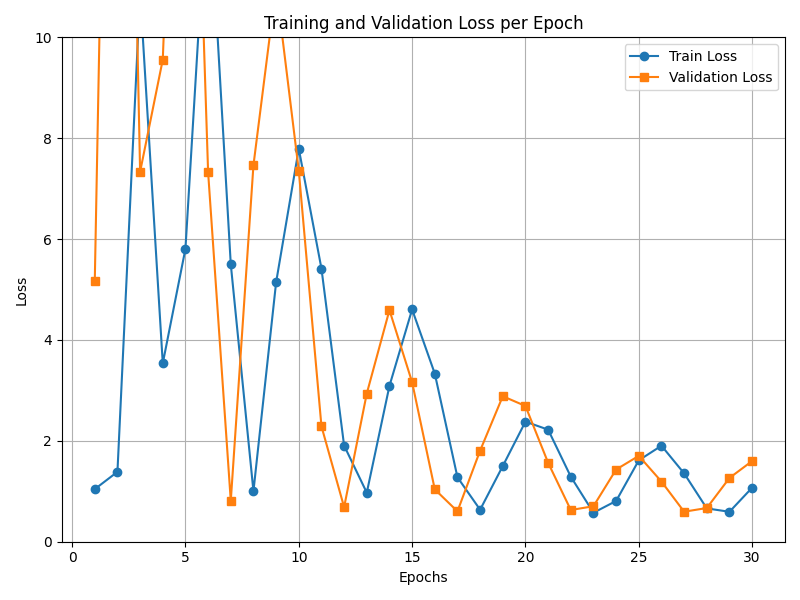 Training and Validation Loss per Epoch
Train Loss
Validation Loss
Loss
10
8
6
4
2
0
0 5 10 15 20 25 30
Epochs